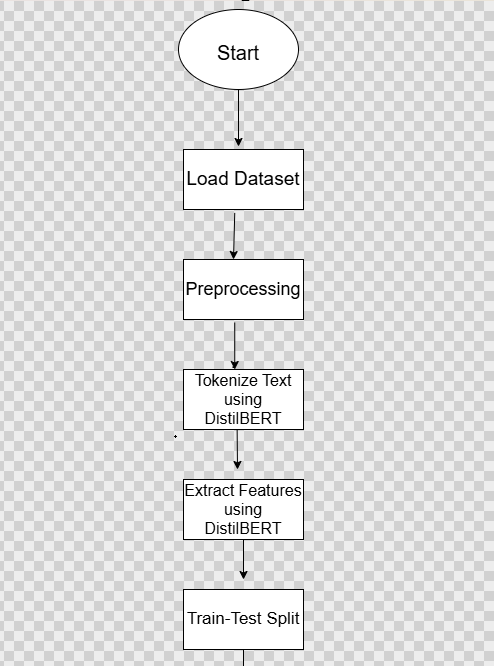 Start
Load Dataset
Preprocessing
Tokenize Text
using
DistilBERT
Extract Features
using
DistilBERT
Train-Test Split